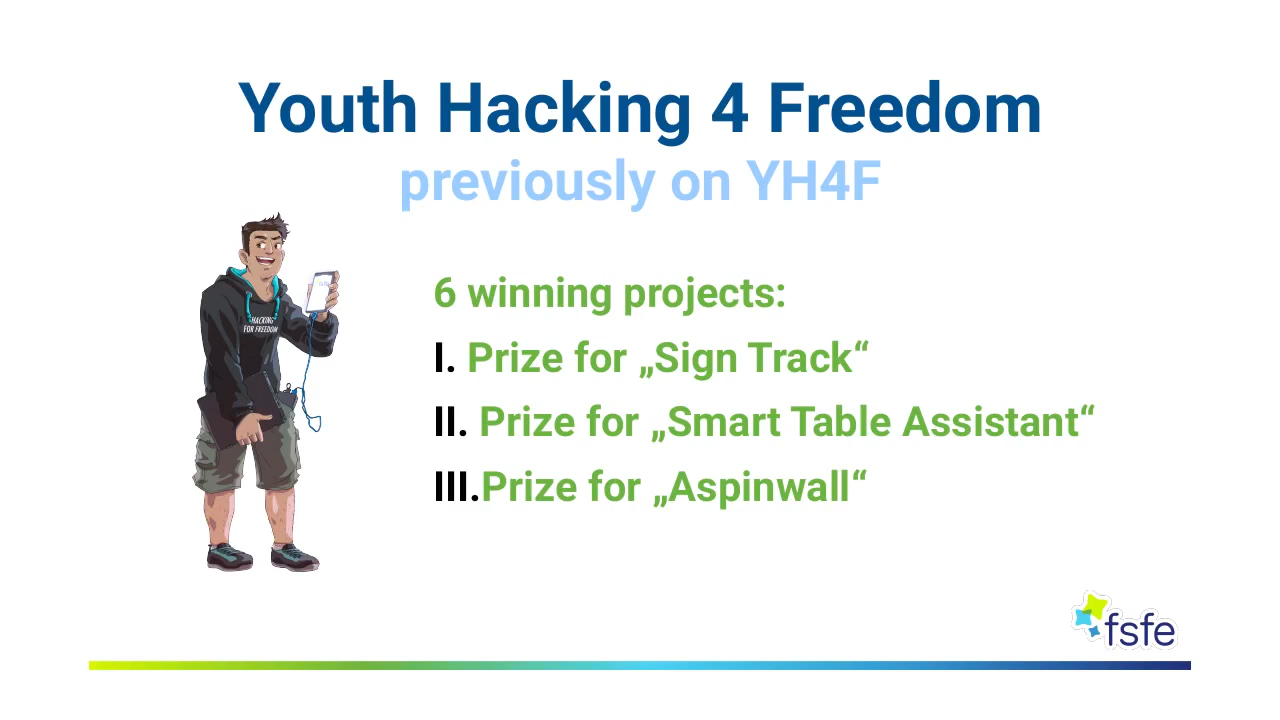 Youth Hacking 4 Freedom
previously on YH4F
6 winning projects:
I. Prize for „Sign Track“
II. Prize for „Smart Table Assistant“
III.Prize for „Aspinwall“
HACKING
FOR FREEDOM
fsfe